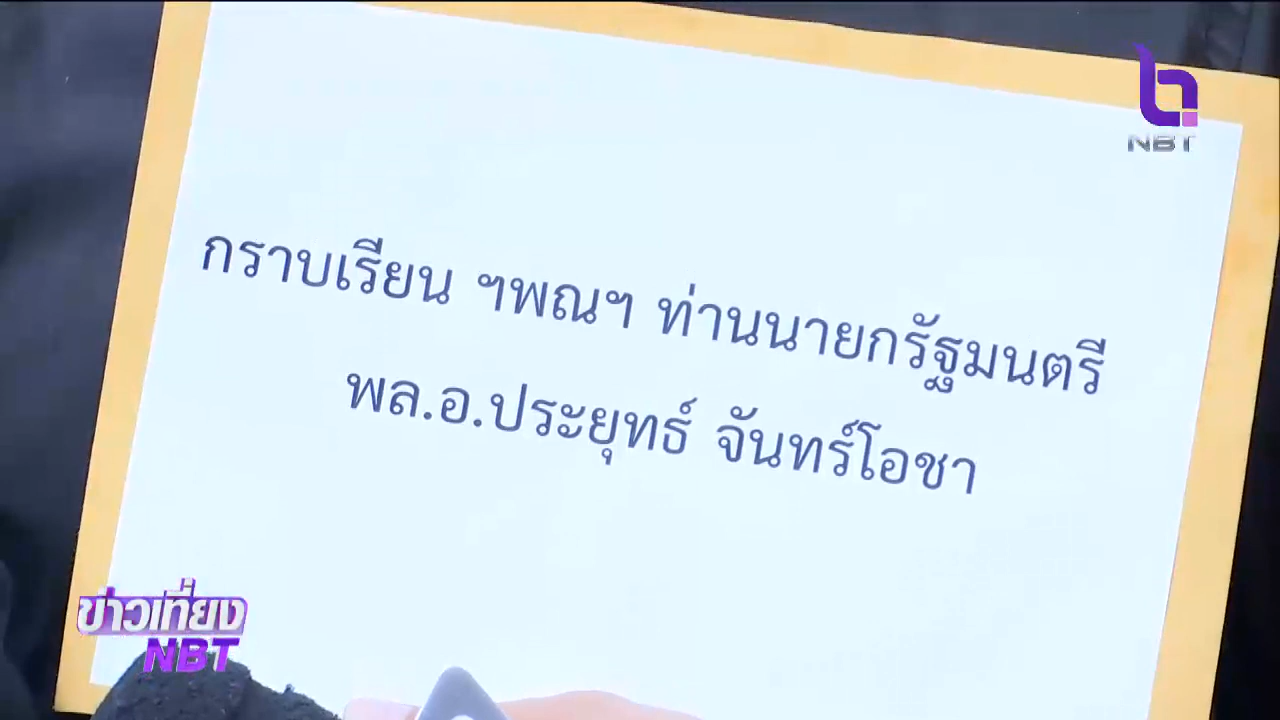 NBT
กราบเรียน ฯพณฯ ท่านนายกรัฐมนตรี
พล.อ.ประยุทธ์ จันทร์โอชา
ข่าวเที่ยง
NBT